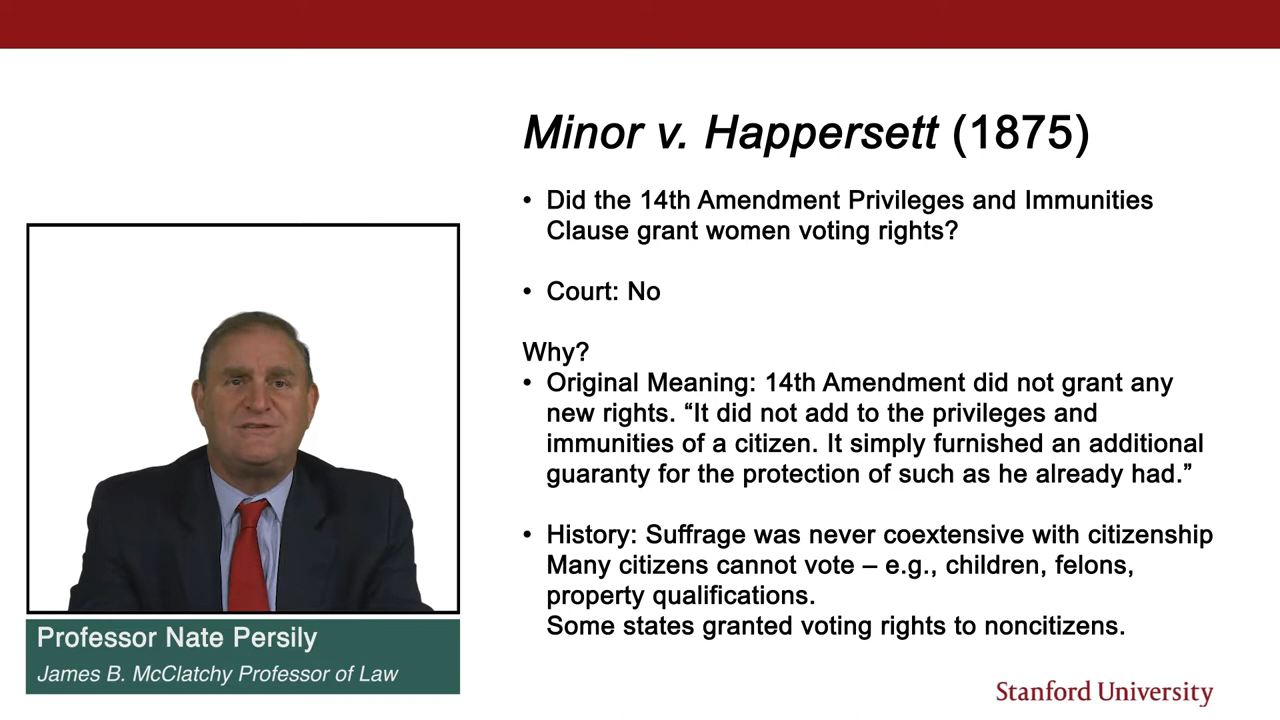 Minor v. Happersett (1875)
• Did the 14th Amendment Privileges and Immunities
Clause grant women voting rights?
• Court: No
Why?
• Original Meaning: 14th Amendment did not grant any
new rights. “It did not add to the privileges and
immunities of a citizen. It simply furnished an additional
guaranty for the protection of such as he already had.”
• History: Suffrage was never coextensive with citizenship
Many citizens cannot vote – e.g., children, felons,
property qualifications.
Some states granted voting rights to noncitizens.
Professor Nate Persily
James B. McClatchy Professor of Law
Stanford University